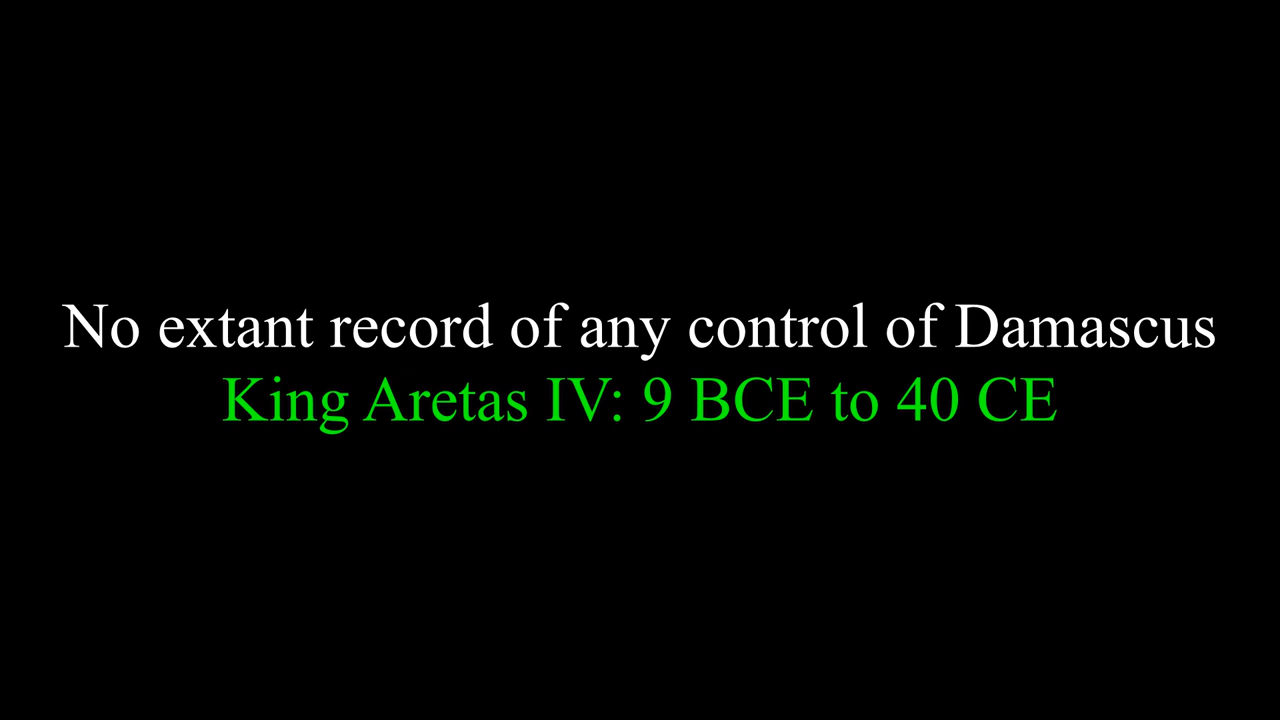 No extant record of any control of Damascus
King Aretas IV: 9 BCE to 40 CE